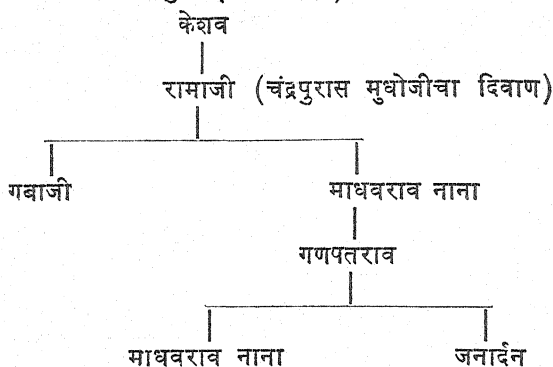 केशव
रामाजी (चंद्रपुरास मुधोजीचा दिवाण)
गबाजी माधवराव नाना
गणपतराव
माधवराव नाना जनार्दन